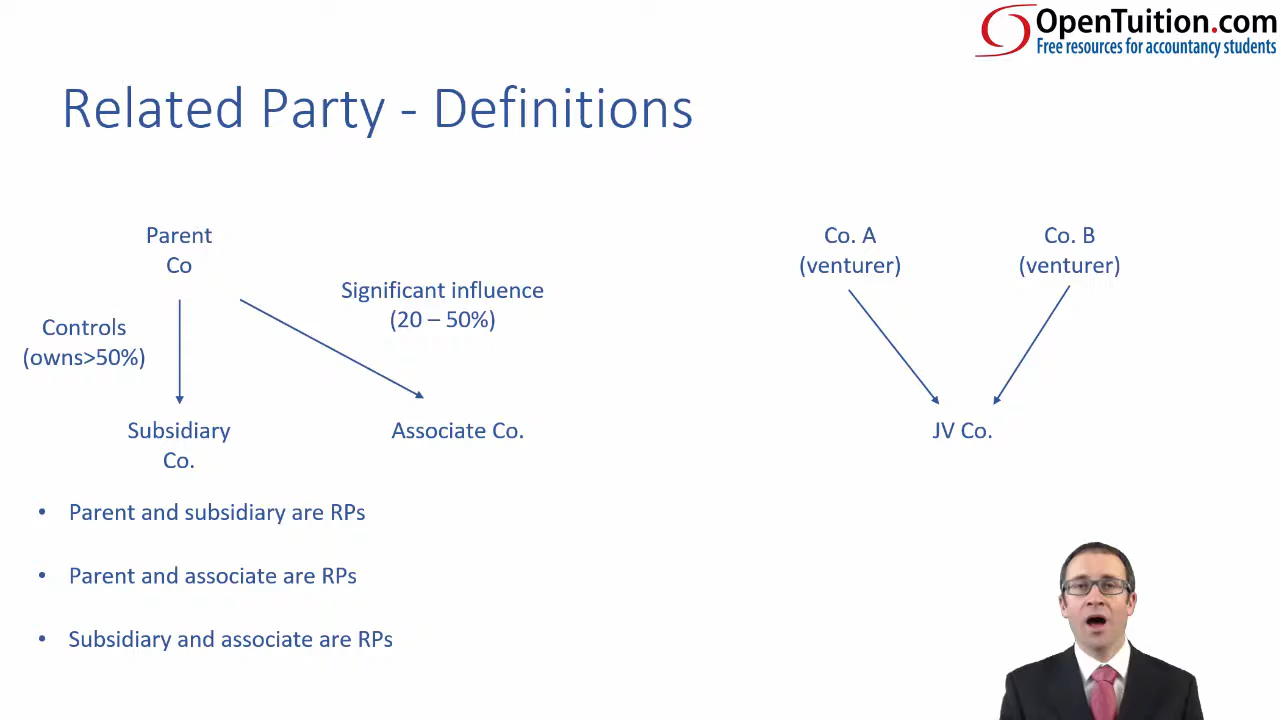 OpenTuition.com
Free resources for accountancy students
Related Party - Definitions
Parent
Co
Controls
(owns>50%)
Significant influence
(20 – 50%)
Subsidiary
Co.
Associate Co.
Co. A
(venturer)
Co. B
(venturer)
JV Co.
• Parent and subsidiary are RPs
• Parent and associate are RPs
• Subsidiary and associate are RPs